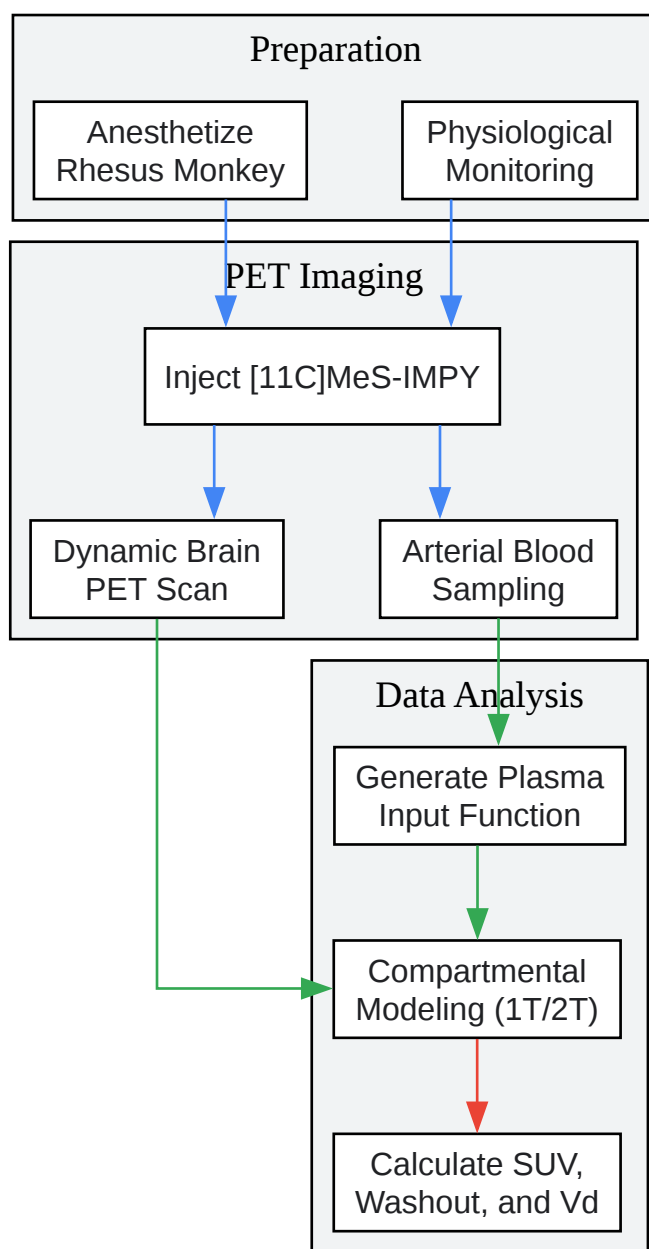 Preparation
Anesthetize
Rhesus Monkey
Physiological
Monitoring
PET Imaging
Inject [11C]MeS-IMPY
Dynamic Brain
PET Scan
Arterial Blood
Sampling
Data Analysis
Generate Plasma
Input Function
Compartmental
Modeling (1T/2T)
Calculate SUV,
Washout, and Vd